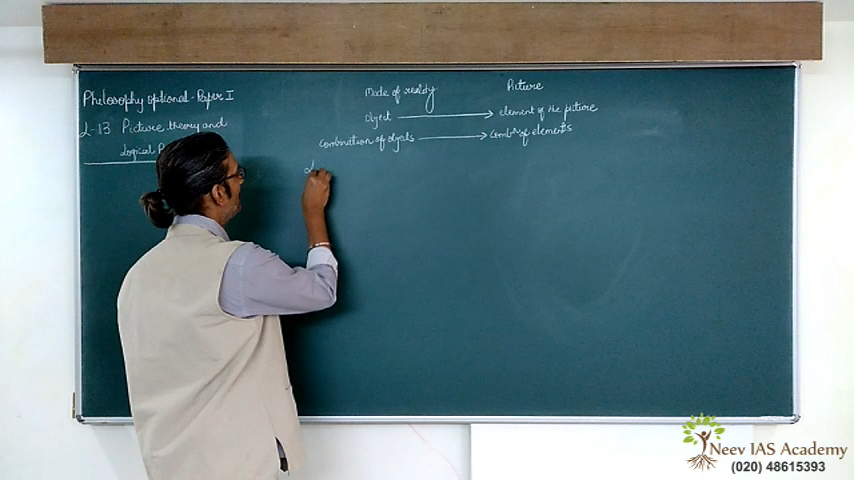 Philosophy optional - Paper I
L-13 Picture theory and
Logical
Mode of reality
Picture
object
element of the picture
combination of objects
Combⁿ of elements
Neev IAS Academy
(020) 48615393